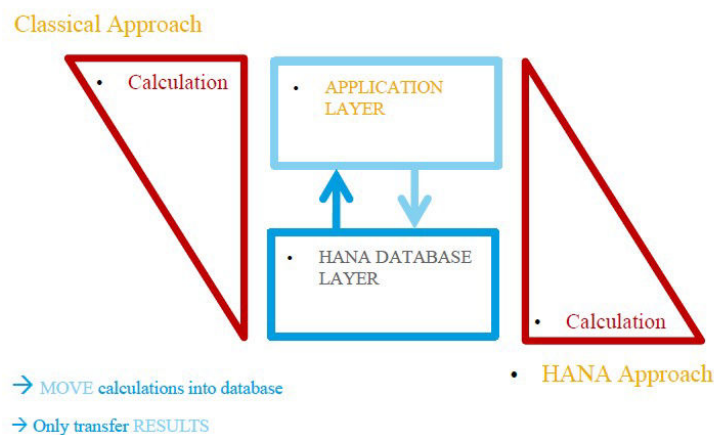 Classical Approach
• Calculation
• APPLICATION
LAYER
• HANA DATABASE
LAYER
• Calculation
• HANA Approach
→ MOVE calculations into database
→ Only transfer RESULTS